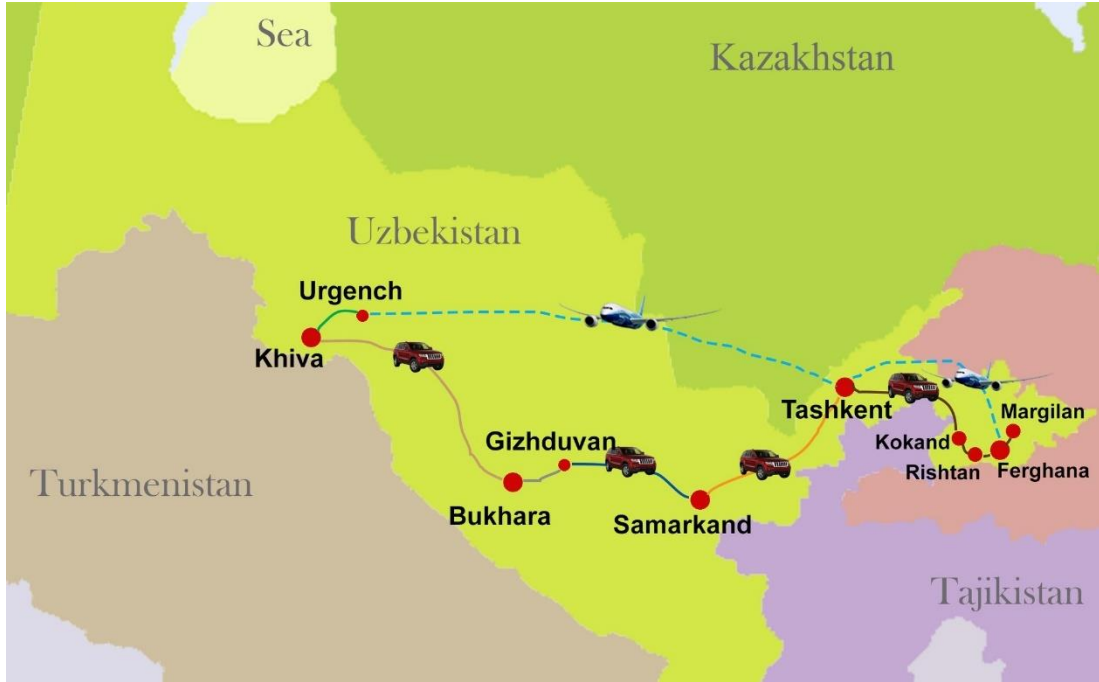 Sea
Kazakhstan
Uzbekistan
Urgench
Khiva
Tashkent
Margilan
Kokand
Rishtan
Ferghana
Gizhduvan
Turkmenistan
Bukhara
Samarkand
Tajikistan